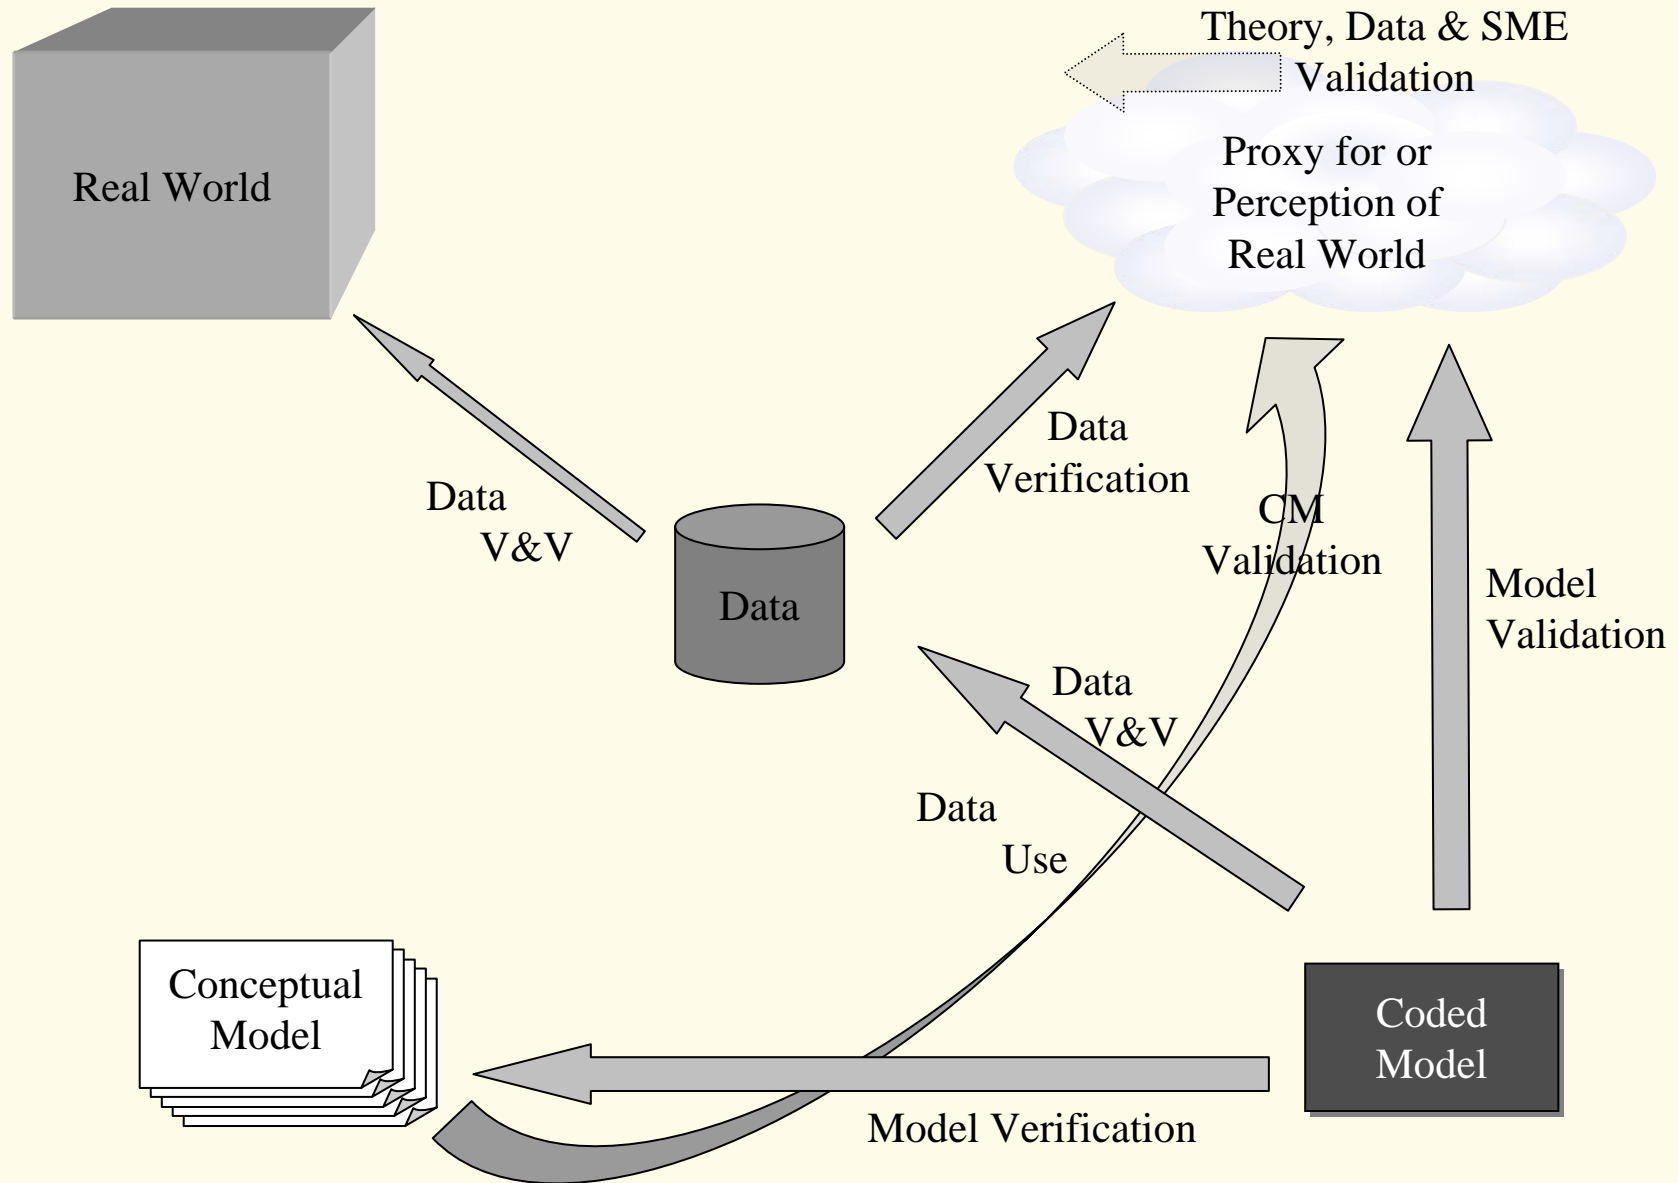 Theory, Data & SME
Validation
Real World
Proxy for or
Perception of
Real World
Data
Verification
Data
V&V
CM
Validation
Data
Model
Validation
Data
V&V
Data
Use
Conceptual
Model
Coded
Model
Model Verification